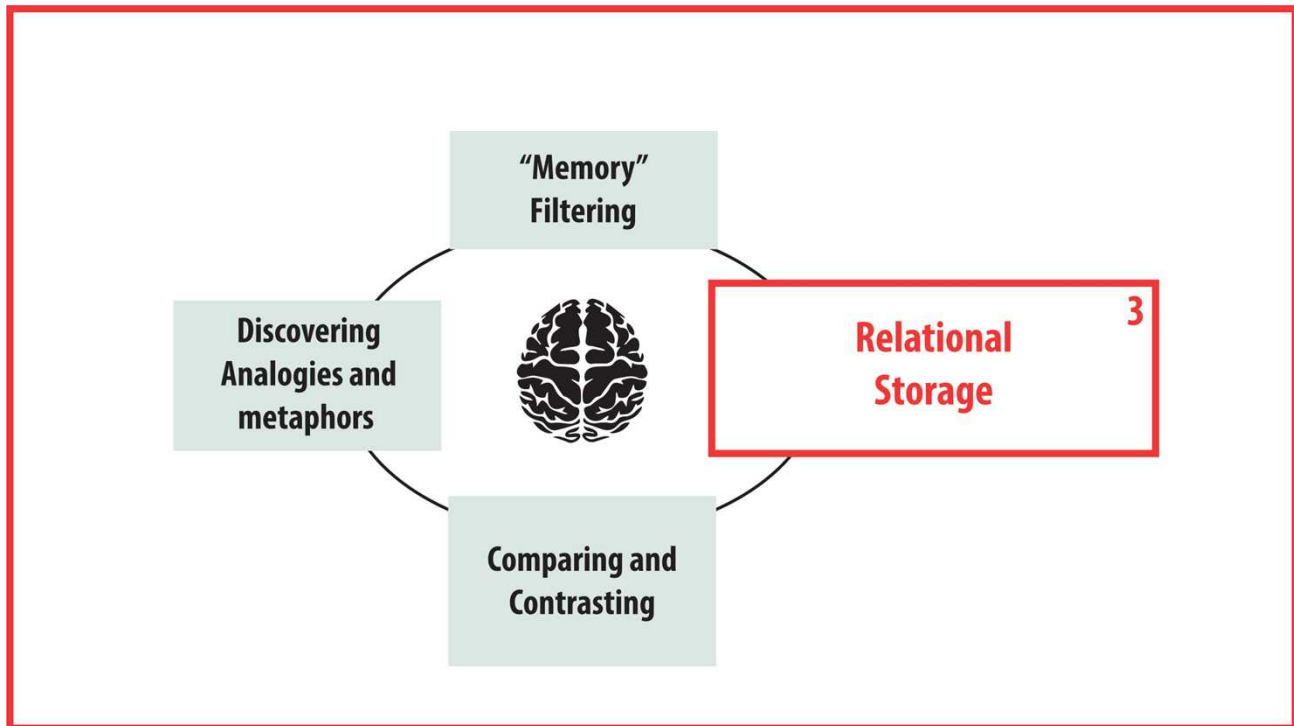 “Memory”
Filtering
Discovering
Analogies and
metaphors
3
Relational
Storage
Comparing and
Contrasting